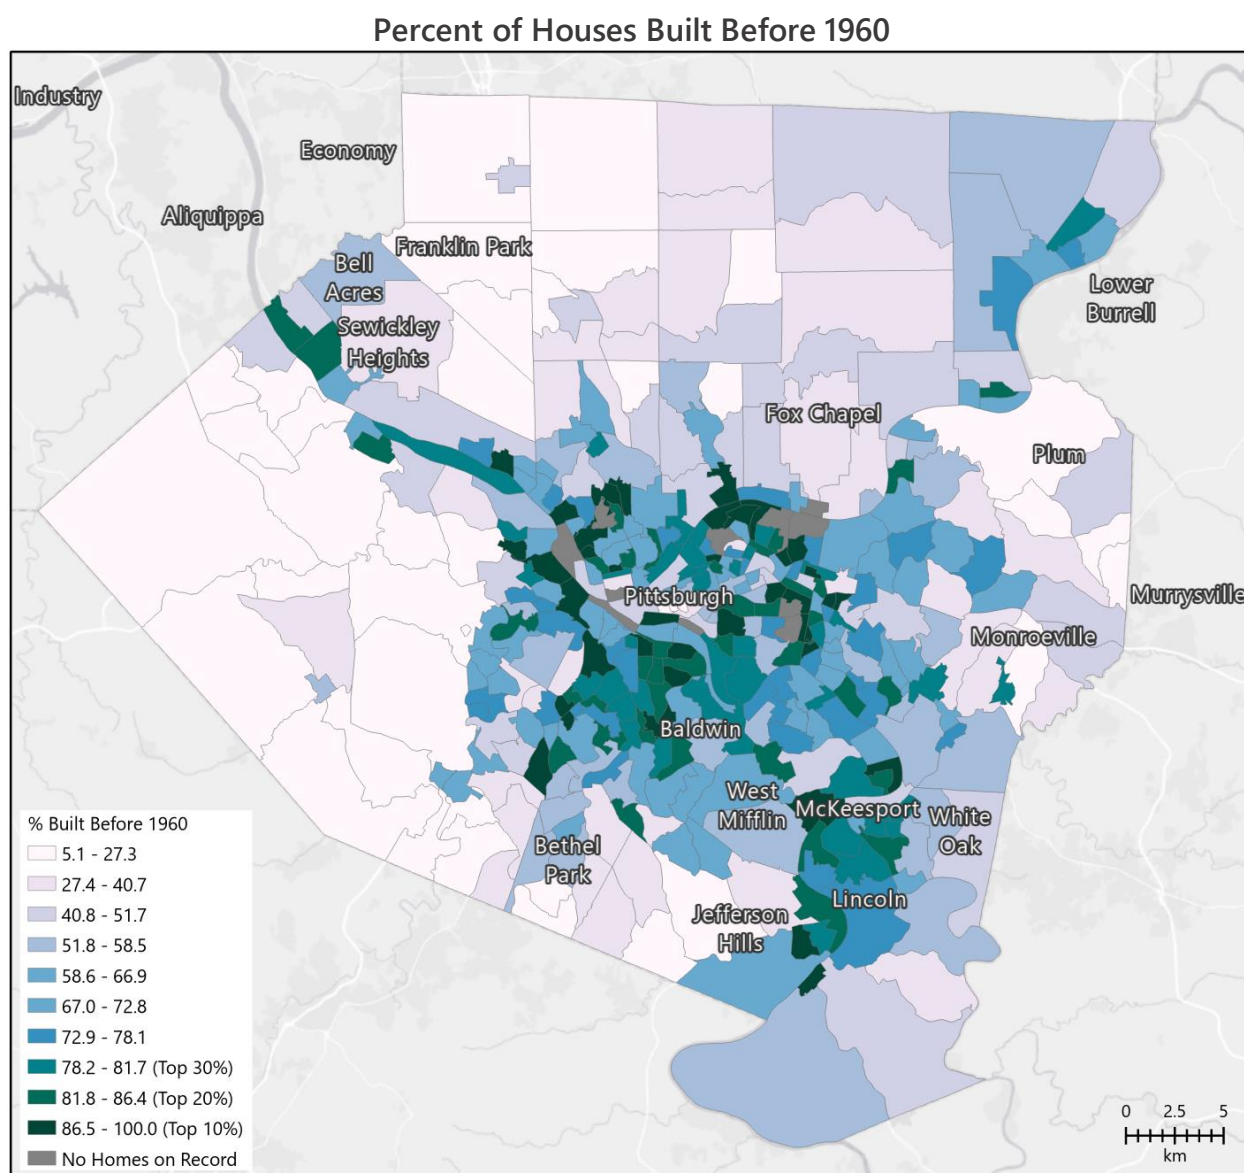 Percent of Houses Built Before 1960
Industry
Economy
Aliquippa
Franklin Park
Bell
Acres
Lower
Burrell
Sewickley
Heights
Fox Chapel
Plum
Pittsburgh
Murrysville
Monroeville
Baldwin
West
Mifflin
McKeesport
White
Oak
Bethel
Park
Lincoln
Jefferson
Hills
% Built Before 1960
5.1 - 27.3
27.4 - 40.7
40.8 - 51.7
51.8 - 58.5
58.6 - 66.9
67.0 - 72.8
72.9 - 78.1
78.2 - 81.7 (Top 30%)
81.8 - 86.4 (Top 20%)
86.5 - 100.0 (Top 10%)
No Homes on Record
0 2.5 5
km